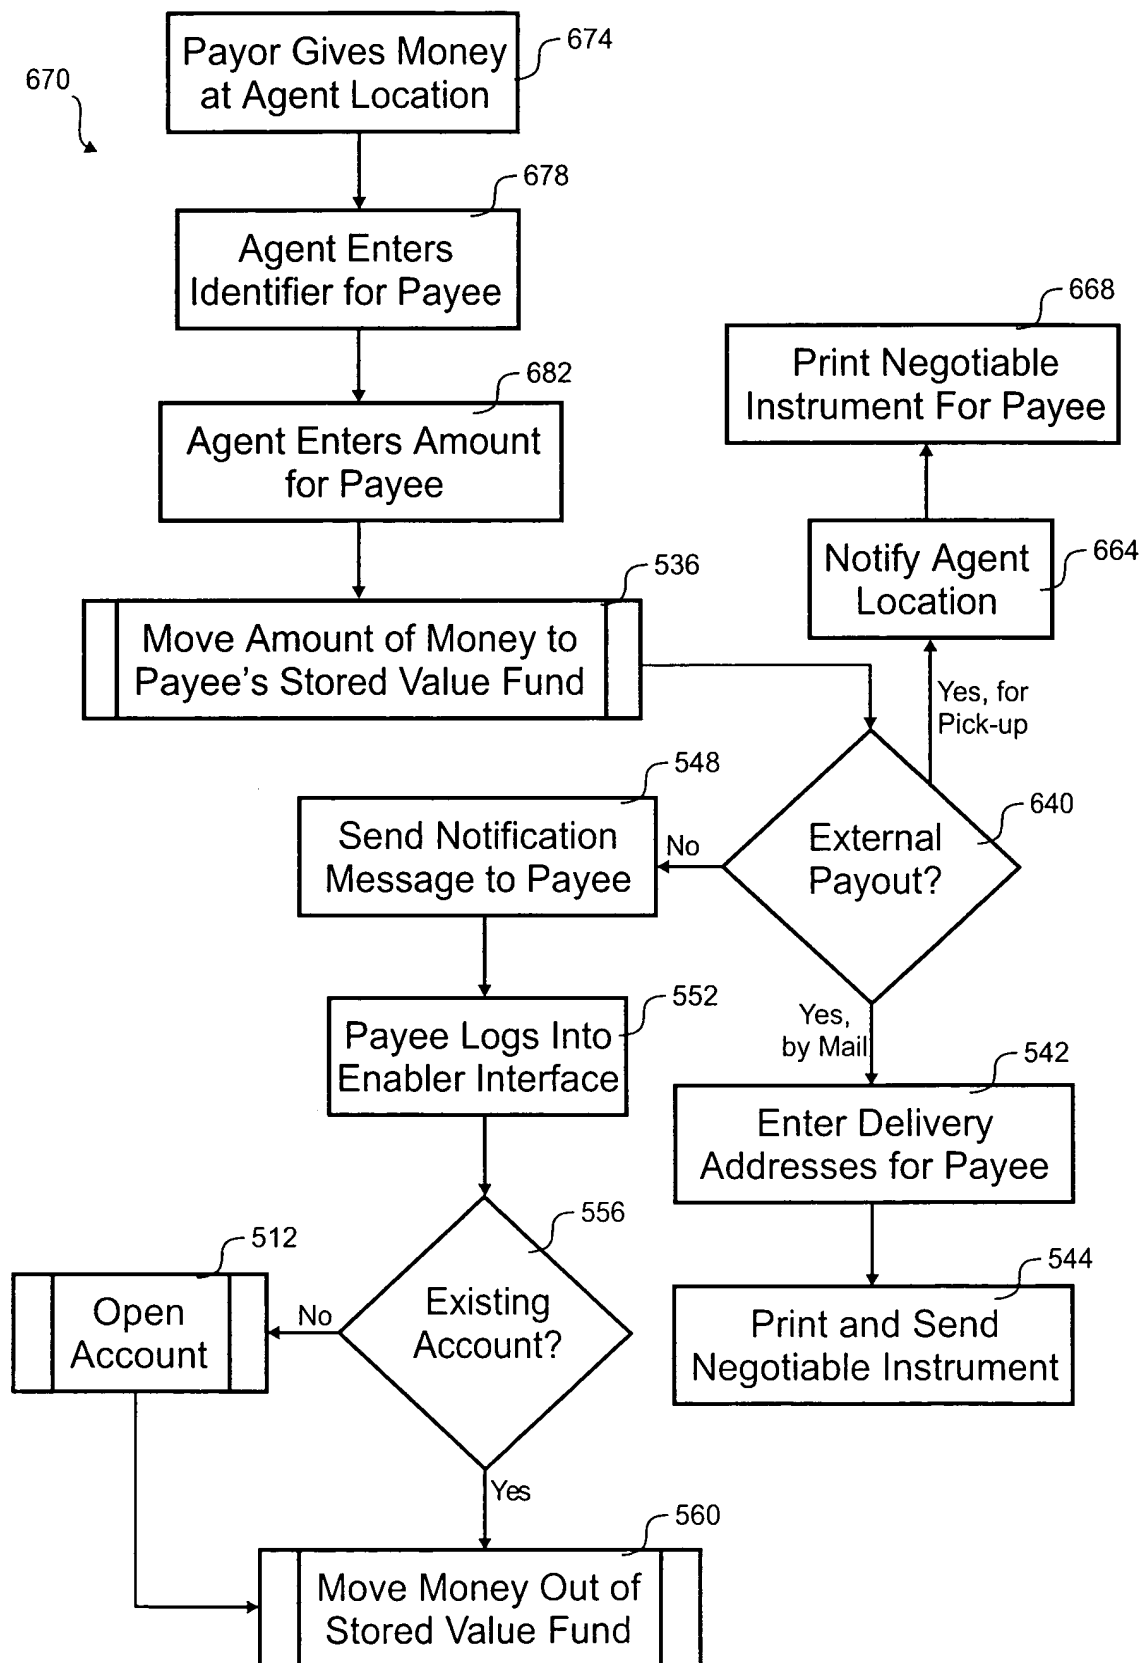 670
Payor Gives Money
at Agent Location
674
Agent Enters
Identifier for Payee
678
Agent Enters Amount
for Payee
682
Move Amount of Money to
Payee's Stored Value Fund
536
Print Negotiable
Instrument For Payee
668
Notify Agent
Location
664
Yes, for
Pick-up
External
Payout?
640
No
Send Notification
Message to Payee
548
Payee Logs Into
Enabler Interface
552
Yes,
by Mail
Enter Delivery
Addresses for Payee
542
Print and Send
Negotiable Instrument
544
Existing
Account?
556
No
Open
Account
512
Yes
Move Money Out of
Stored Value Fund
560